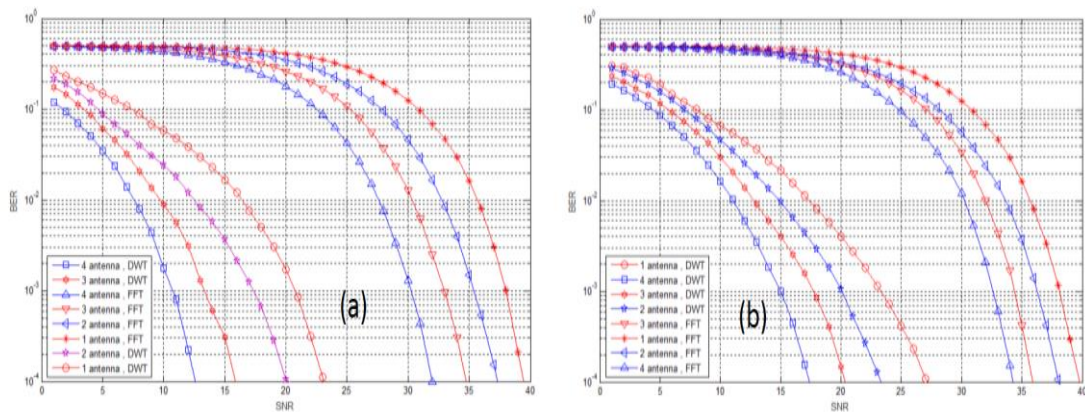 10⁰
10⁻¹
10⁻²
10⁻³
10⁻⁴
BER
0 5 10 15 20 25 30 35 40
SNR
4 antenna , DWT
3 antenna , DWT
4 antenna , FFT
3 antenna , FFT
2 antenna , FFT
1 antenna , FFT
2 antenna , DWT
1 antenna , DWT
(a)
10⁰
10⁻¹
10⁻²
10⁻³
10⁻⁴
BER
0 5 10 15 20 25 30 35 40
SNR
1 antenna , DWT
4 antenna , DWT
3 antenna , DWT
2 antenna , DWT
3 antenna , FFT
1 antenna , FFT
2 antenna , FFT
4 antenna , FFT
(b)